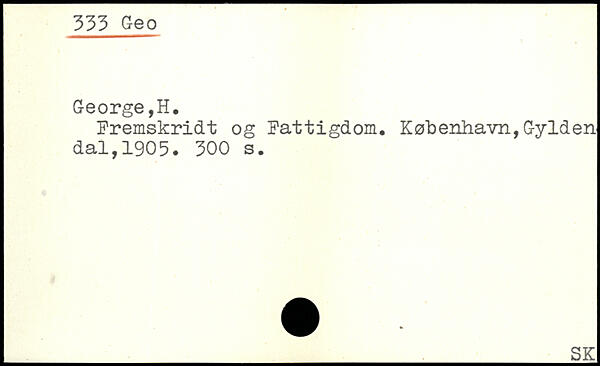 333 Geo
George,H.
Fremskridt og Fattigdom. København,Gylden-
dal,1905. 300 s.
SK